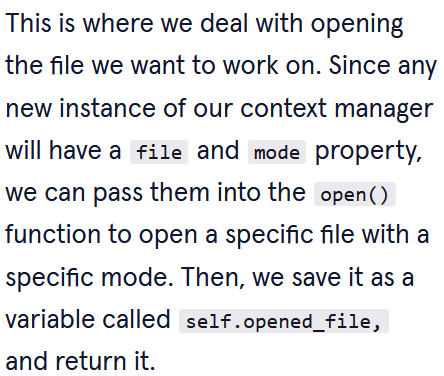 This is where we deal with opening
the file we want to work on. Since any
new instance of our context manager
will have a file and mode property,
we can pass them into the open()
function to open a specific file with a
specific mode. Then, we save it as a
variable called self.opened_file,
and return it.